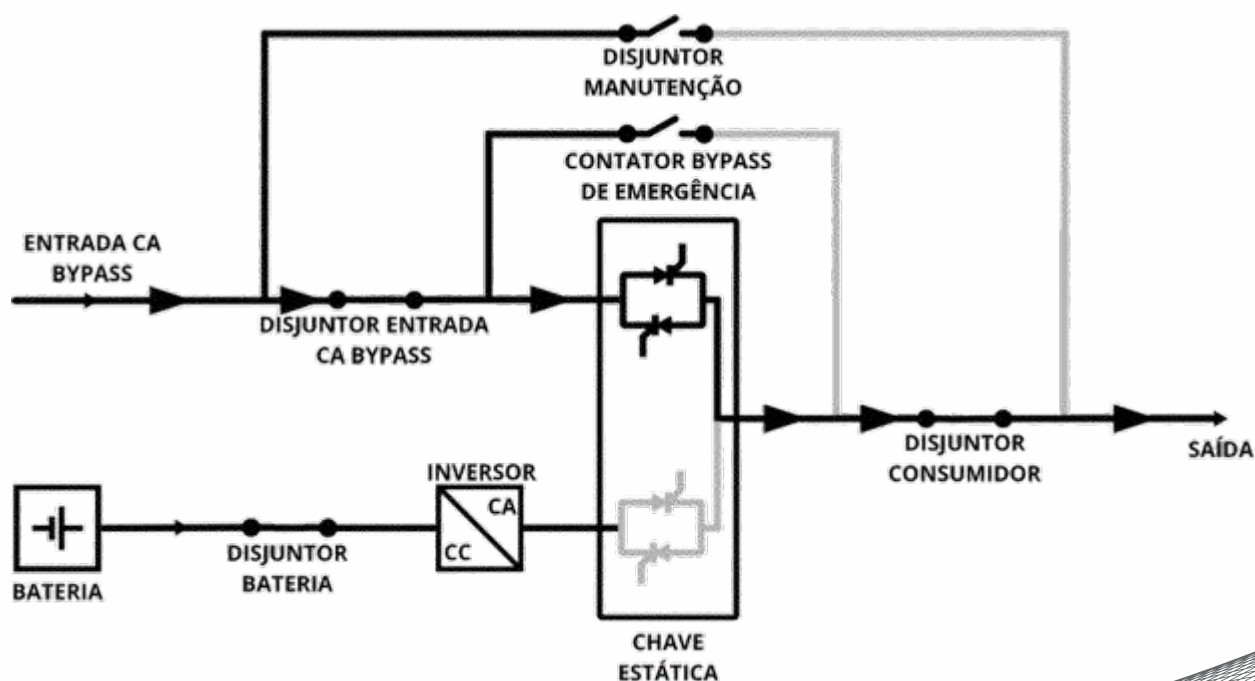 DISJUNTOR
MANUTENÇÃO
CONTATOR BYPASS
DE EMERGÊNCIA
ENTRADA CA
BYPASS
DISJUNTOR ENTRADA
CA BYPASS
DISJUNTOR
CONSUMIDOR
SAÍDA
INVERSOR
CA
CC
DISJUNTOR
BATERIA
BATERIA
CHAVE
ESTÁTICA